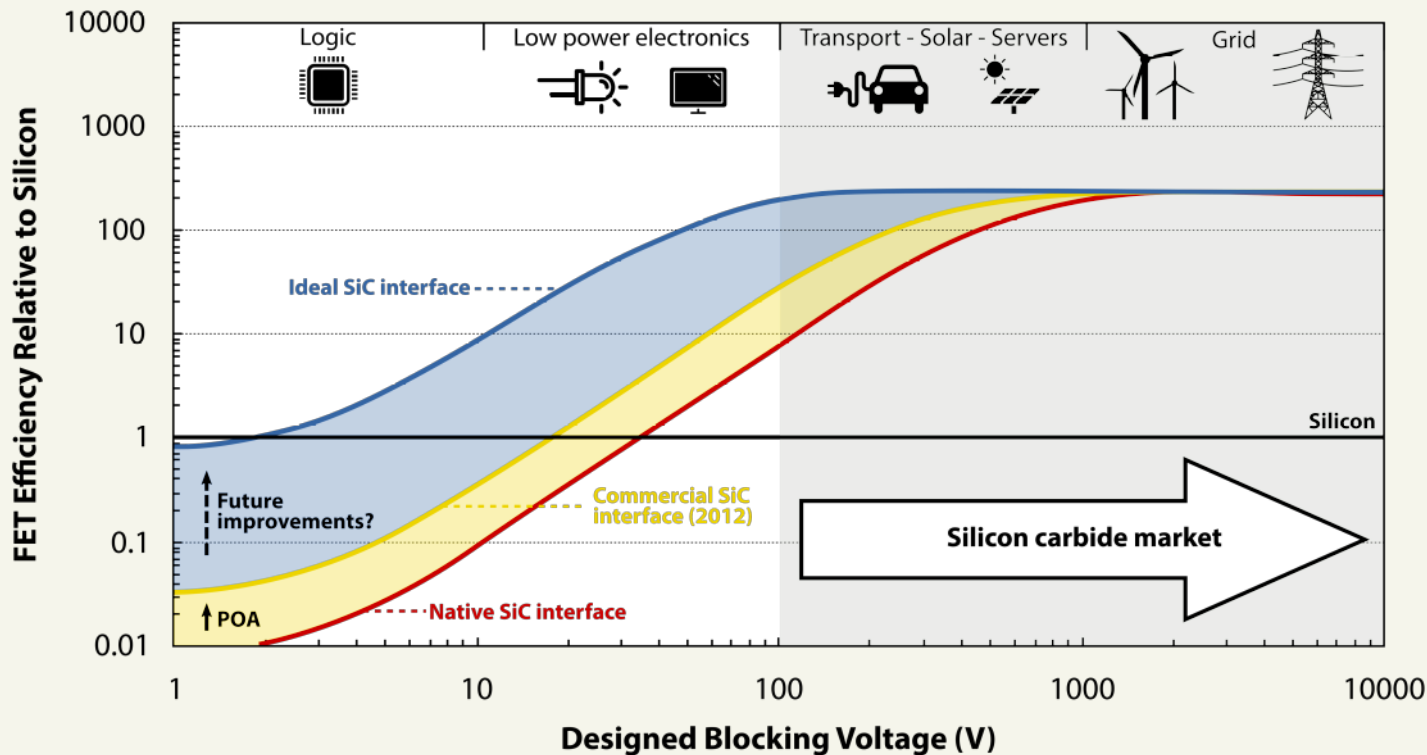 FET Efficiency Relative to Silicon
10000
1000
100
10
1
0.1
0.01
Logic
Low power electronics
Transport - Solar - Servers
Grid
Ideal SiC interface
Silicon
Future
improvements?
Commercial SiC
interface (2012)
Silicon carbide market
POA
Native SiC interface
1
10
100
1000
10000
Designed Blocking Voltage (V)